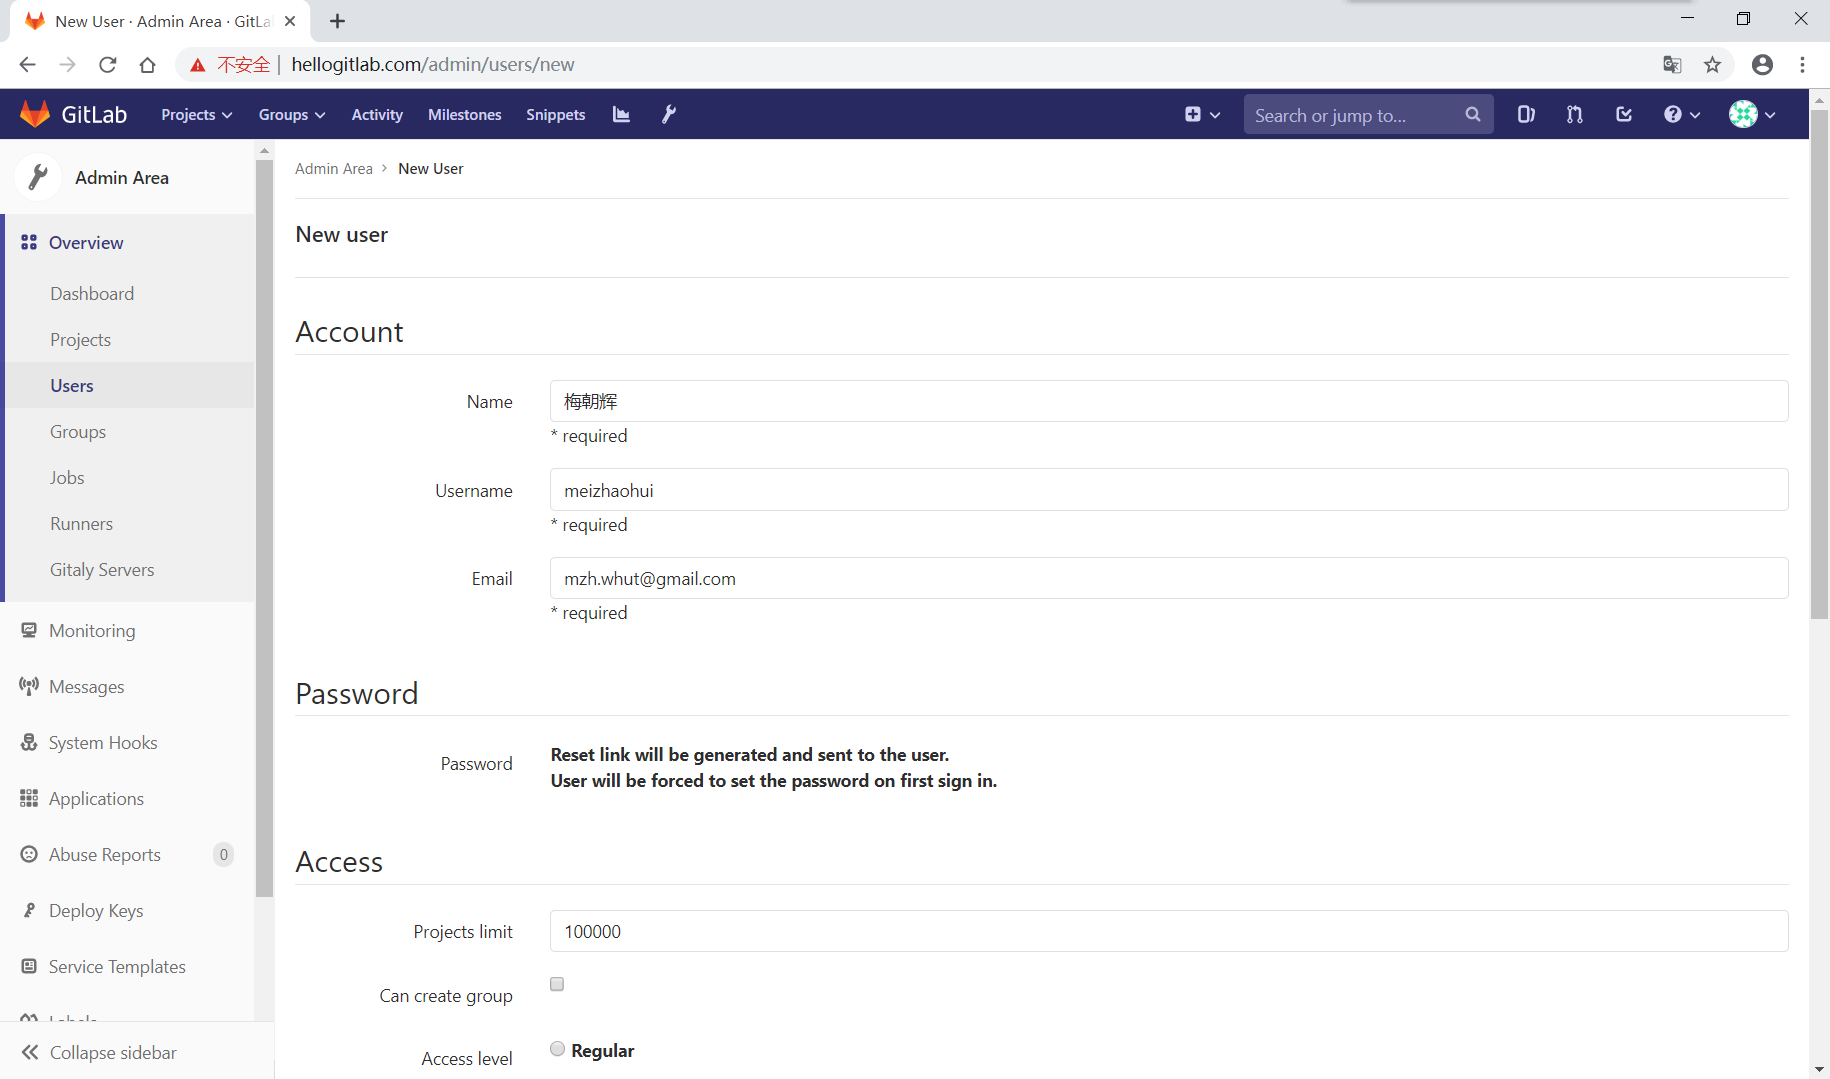 New User · Admin Area · GitLa
不安全 | hellogitlab.com/admin/users/new
GitLab Projects Groups Activity Milestones Snippets Search or jump to...
Admin Area
Overview
Dashboard
Projects
Users
Groups
Jobs
Runners
Gitaly Servers
Monitoring
Messages
System Hooks
Applications
Abuse Reports 0
Deploy Keys
Service Templates
Labels
Collapse sidebar
Admin Area > New User
New user
Account
Name 梅朝辉
* required
Username meizhaohui
* required
Email mzh.whut@gmail.com
* required
Password
Password Reset link will be generated and sent to the user.
User will be forced to set the password on first sign in.
Access
Projects limit 100000
Can create group
Access level Regular